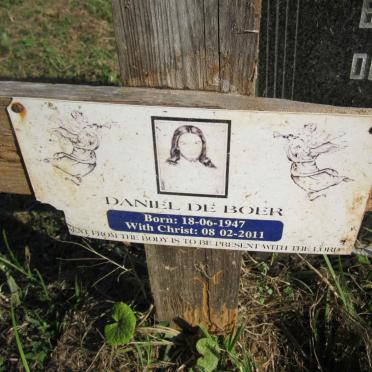 DANIEL DE BOER
Born: 18-06-1947
With Christ: 08 02-2011
FROM THE BODY IS TO BE PRESENT WITH THE LORD